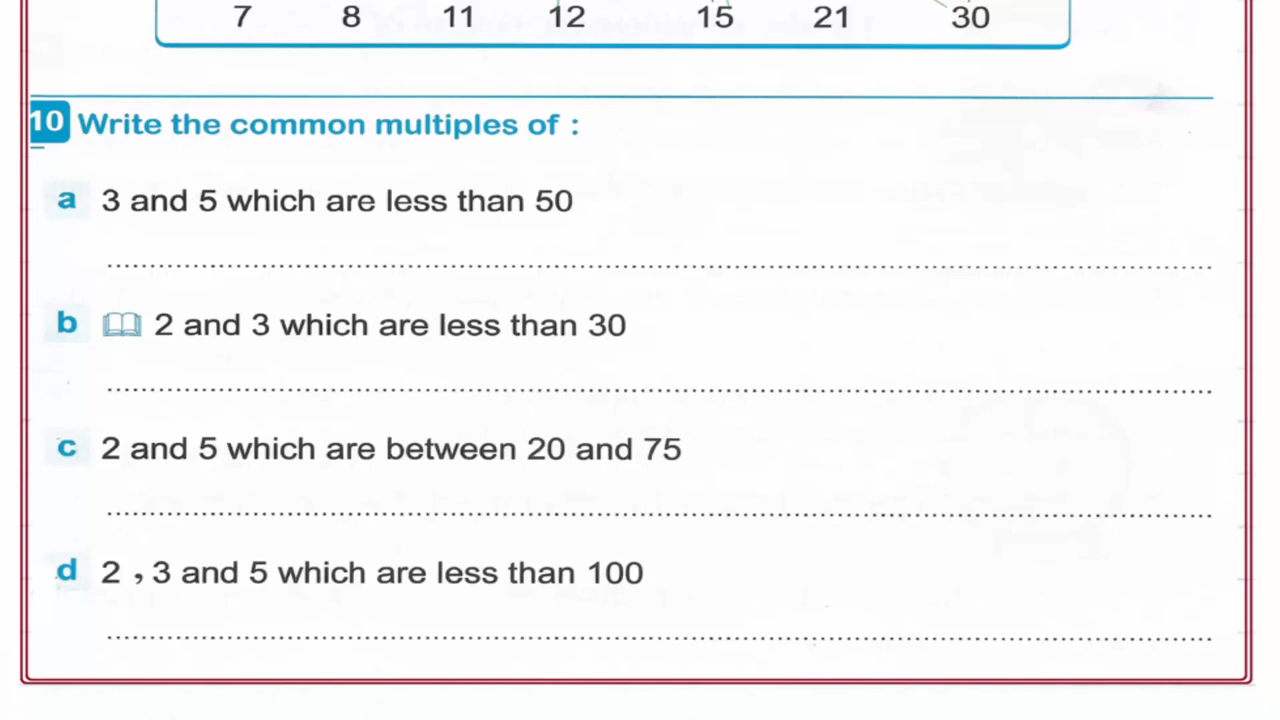 7 8 11 12 15 21 30
10 Write the common multiples of :
a 3 and 5 which are less than 50
b 2 and 3 which are less than 30
c 2 and 5 which are between 20 and 75
d 2 , 3 and 5 which are less than 100